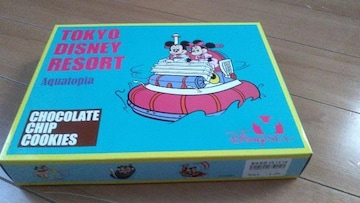 TOKYO
DISNEY
RESORT
Aquatopia
CHOCOLATE
CHIP
COOKIES